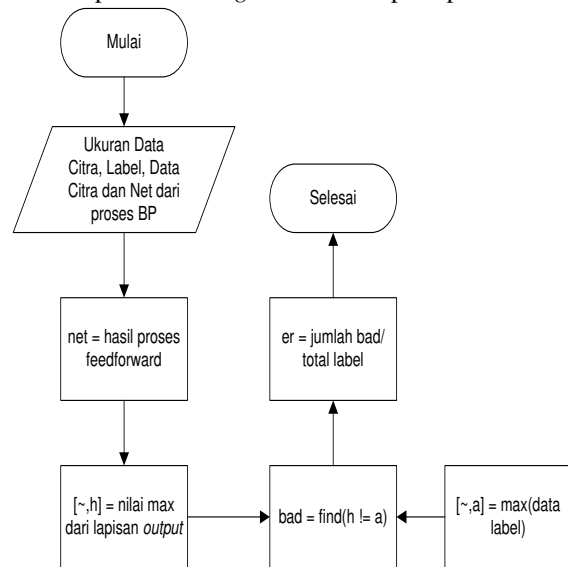 Mulai
Ukuran Data
Citra, Label, Data
Citra dan Net dari
proses BP
Selesai
net = hasil proses
feedforward
er = jumlah bad/
total label
[~,h] = nilai max
dari lapisan output
bad = find(h != a)
[~,a] = max(data
label)